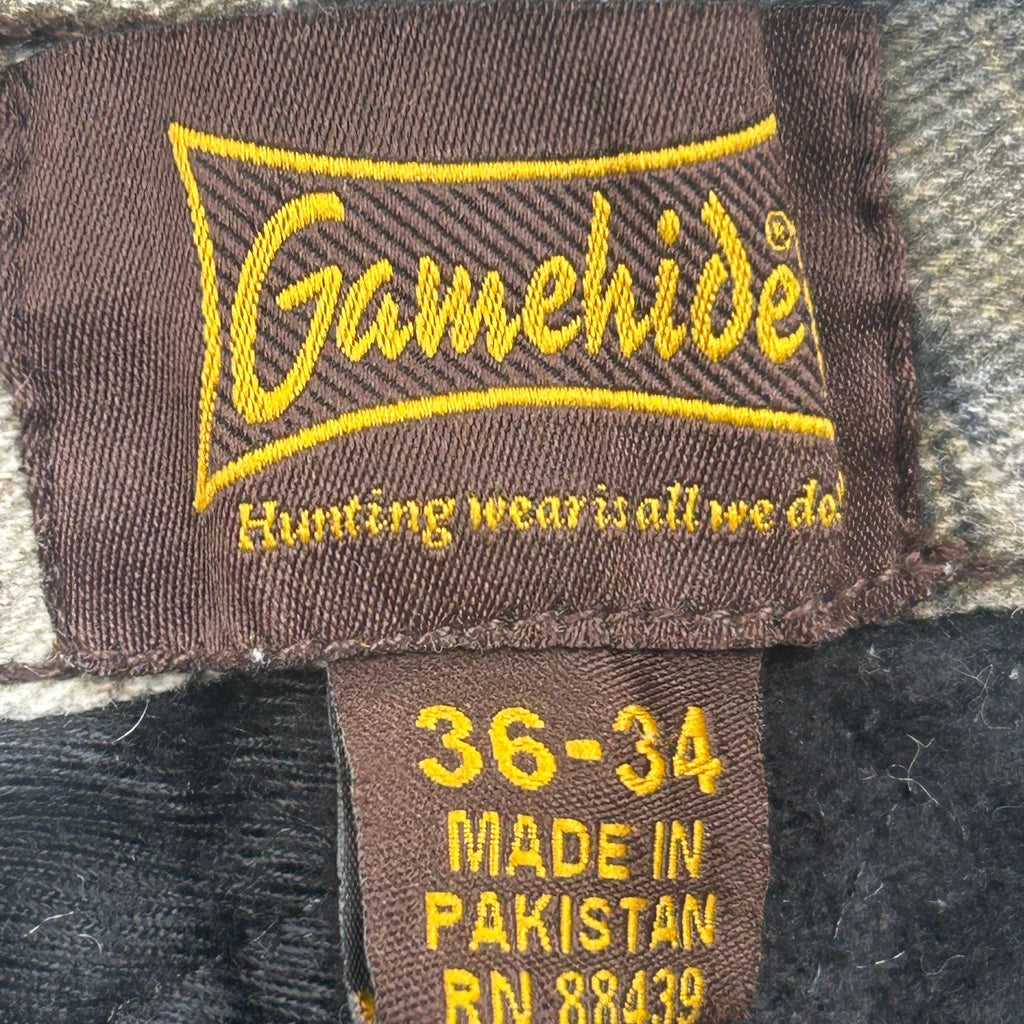 Gamehide®
Hunting wear is all we do!
36-34
MADE IN
PAKISTAN
RN 88439